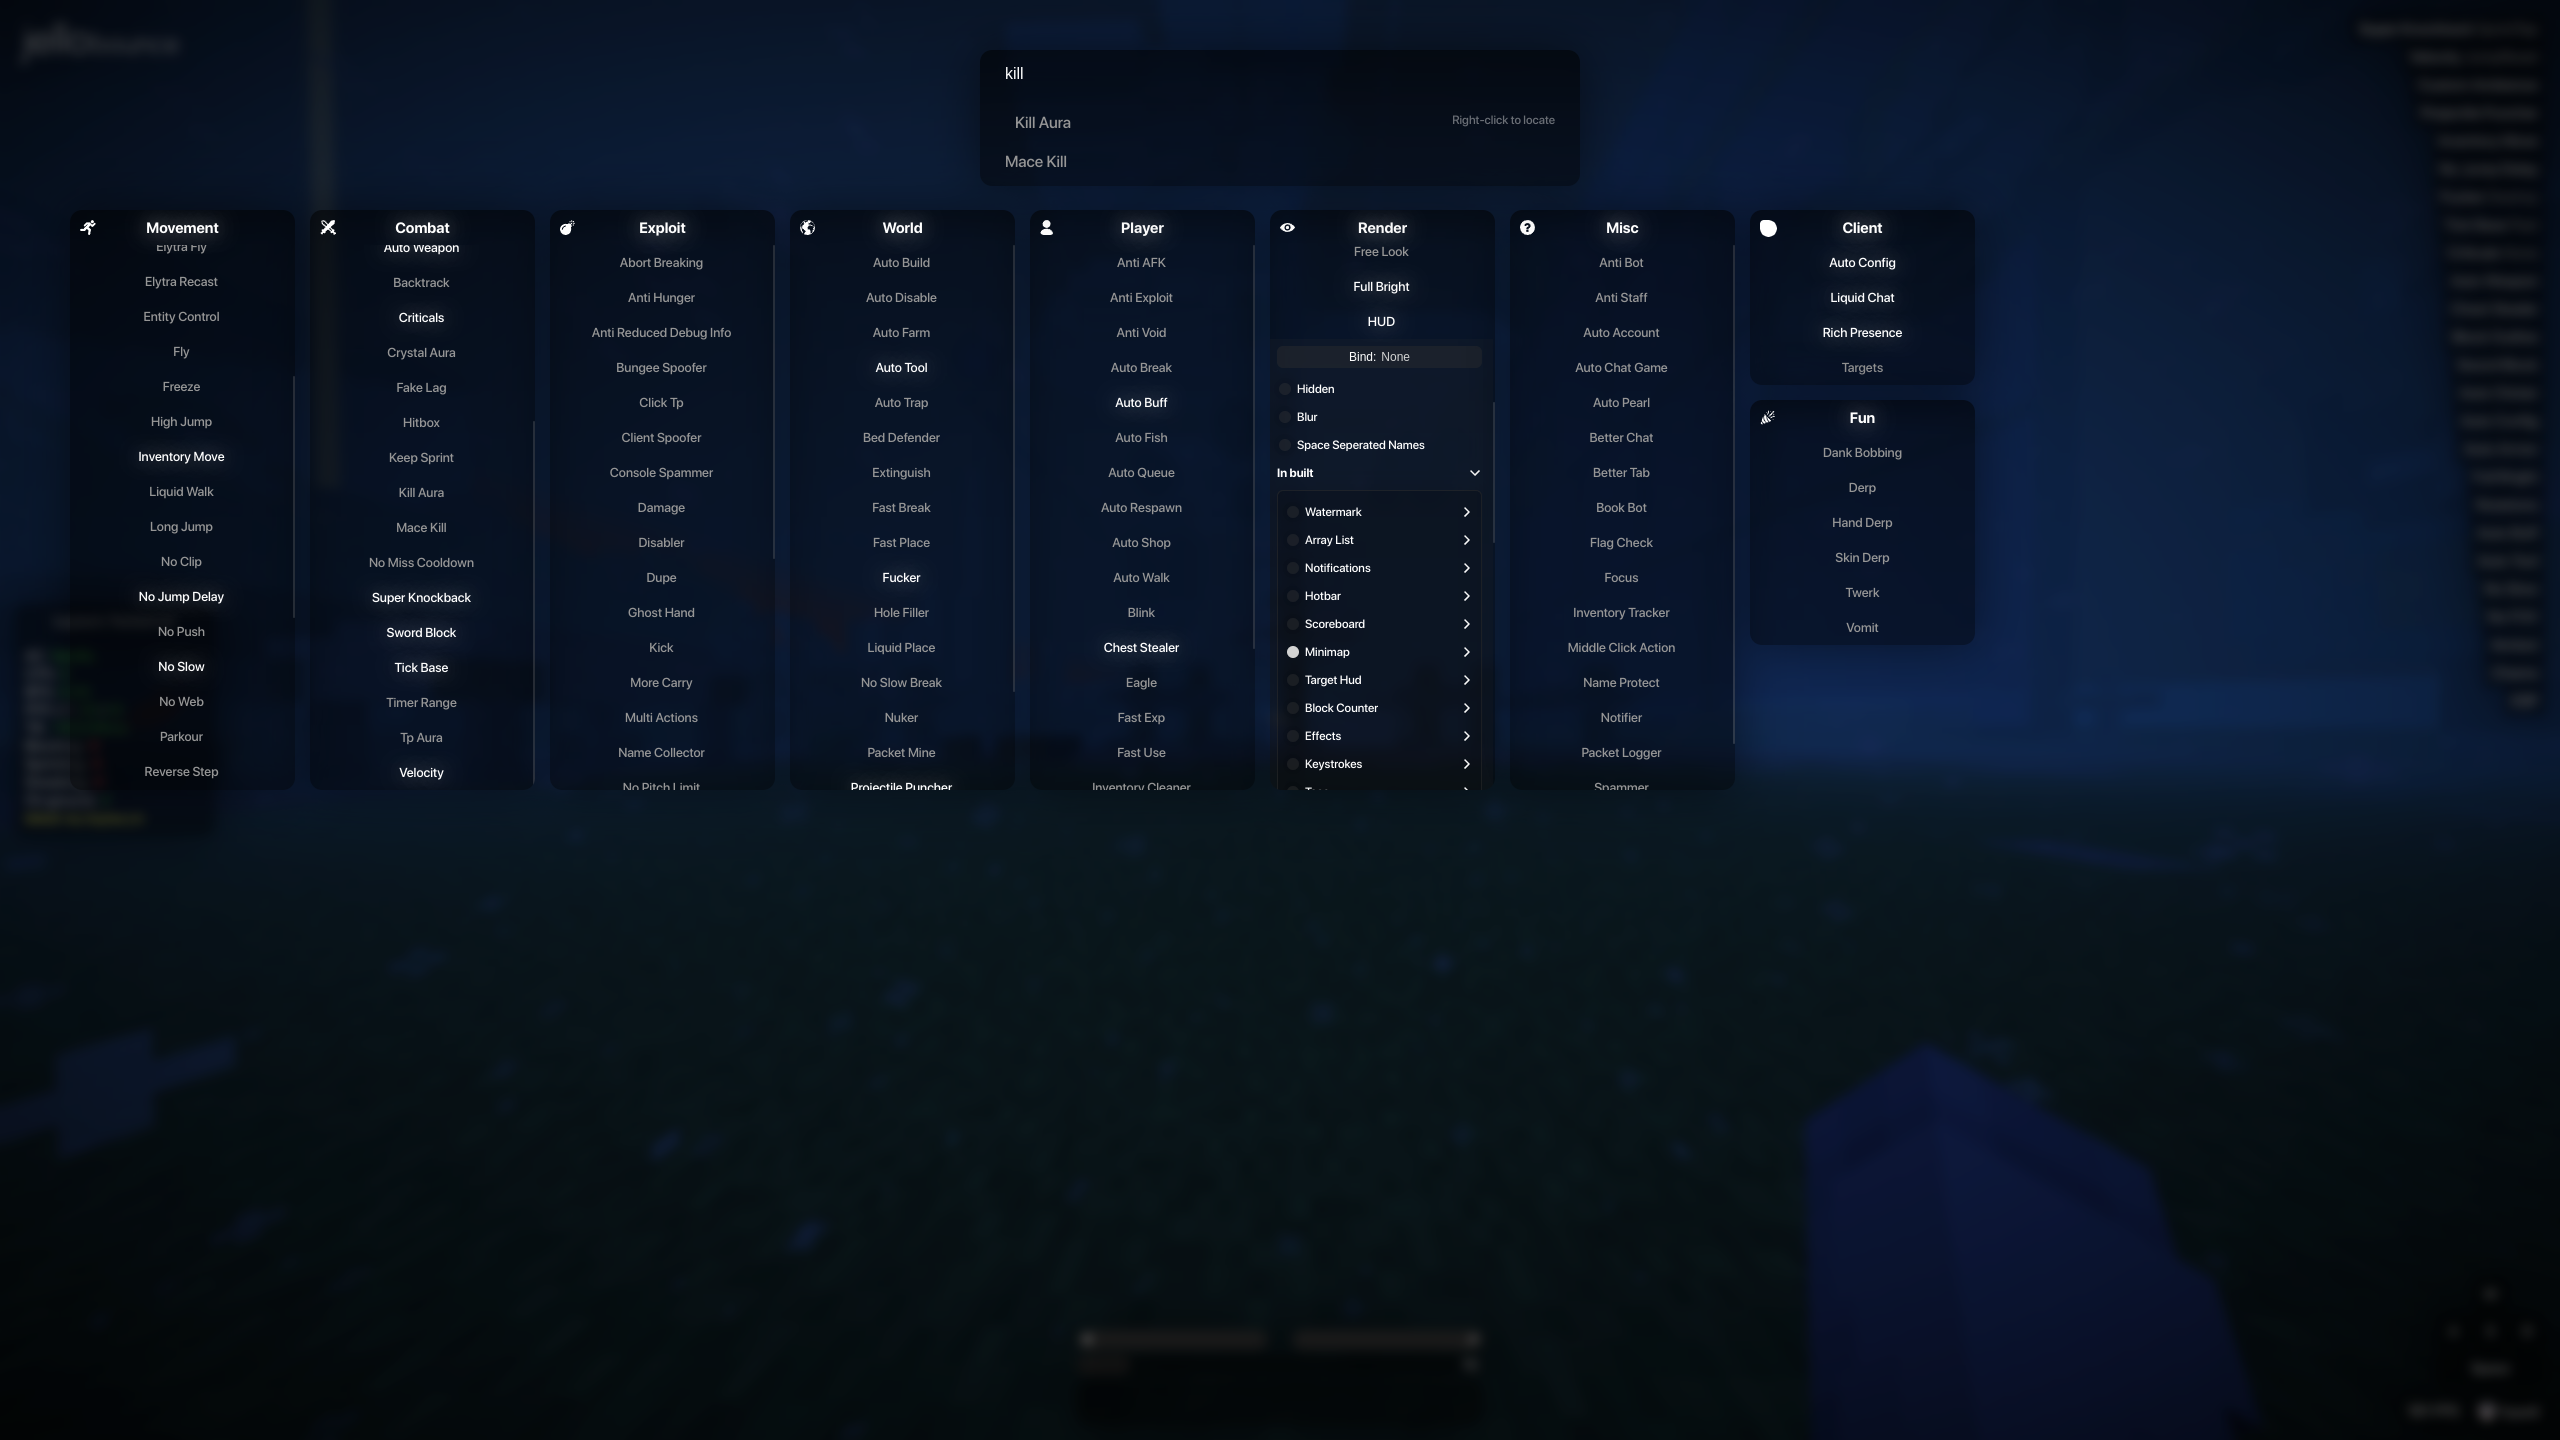 kill
Kill Aura
Right-click to locate
Mace Kill
Movement
Elytra Fly
Elytra Recast
Entity Control
Fly
Freeze
High Jump
Inventory Move
Liquid Walk
Long Jump
No Clip
No Jump Delay
No Push
No Slow
No Web
Parkour
Reverse Step
Combat
Auto Weapon
Backtrack
Criticals
Crystal Aura
Fake Lag
Hitbox
Keep Sprint
Kill Aura
Mace Kill
No Miss Cooldown
Super Knockback
Sword Block
Tick Base
Timer Range
Tp Aura
Velocity
Exploit
Abort Breaking
Anti Hunger
Anti Reduced Debug Info
Bungee Spoofer
Click Tp
Client Spoofer
Console Spammer
Damage
Disabler
Dupe
Ghost Hand
Kick
More Carry
Multi Actions
Name Collector
No Pitch Limit
World
Auto Build
Auto Disable
Auto Farm
Auto Tool
Auto Trap
Bed Defender
Extinguish
Fast Break
Fast Place
Fucker
Hole Filler
Liquid Place
No Slow Break
Nuker
Packet Mine
Projectile Puncher
Player
Anti AFK
Anti Exploit
Anti Void
Auto Break
Auto Buff
Auto Fish
Auto Queue
Auto Respawn
Auto Shop
Auto Walk
Blink
Chest Stealer
Eagle
Fast Exp
Fast Use
Inventory Cleaner
Render
Free Look
Full Bright
HUD
Bind: None
Hidden
Blur
Space Seperated Names
In built
Watermark
Array List
Notifications
Hotbar
Scoreboard
Minimap
Target Hud
Block Counter
Effects
Keystrokes
Misc
Anti Bot
Anti Staff
Auto Account
Auto Chat Game
Auto Pearl
Better Chat
Better Tab
Book Bot
Flag Check
Focus
Inventory Tracker
Middle Click Action
Name Protect
Notifier
Packet Logger
Spammer
Client
Auto Config
Liquid Chat
Rich Presence
Targets
Fun
Dank Bobbing
Derp
Hand Derp
Skin Derp
Twerk
Vomit